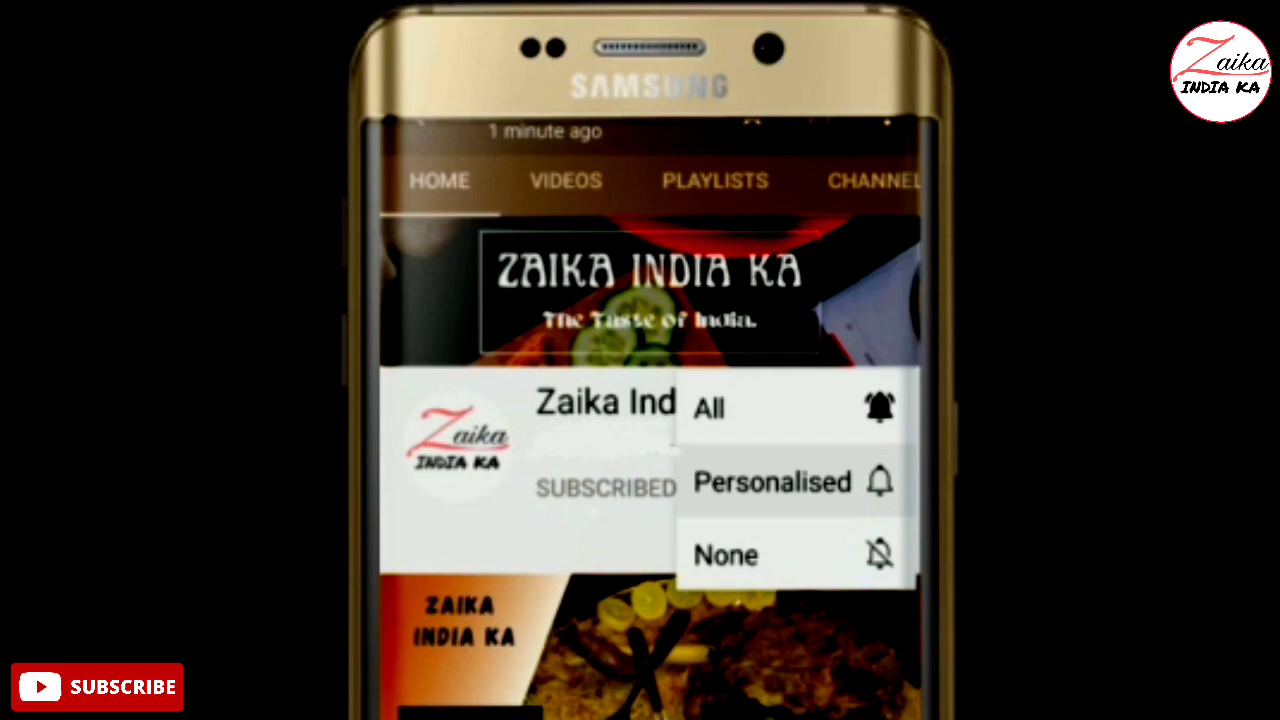 SAMSUNG
Zaika
INDIA KA
1 minute ago
HOME VIDEOS PLAYLISTS CHANNEL
ZAIKA INDIA KA
The Taste of India.
Zaika Ind
SUBSCRIBED
Zaika
INDIA KA
All
Personalised
None
ZAIKA
INDIA KA
SUBSCRIBE